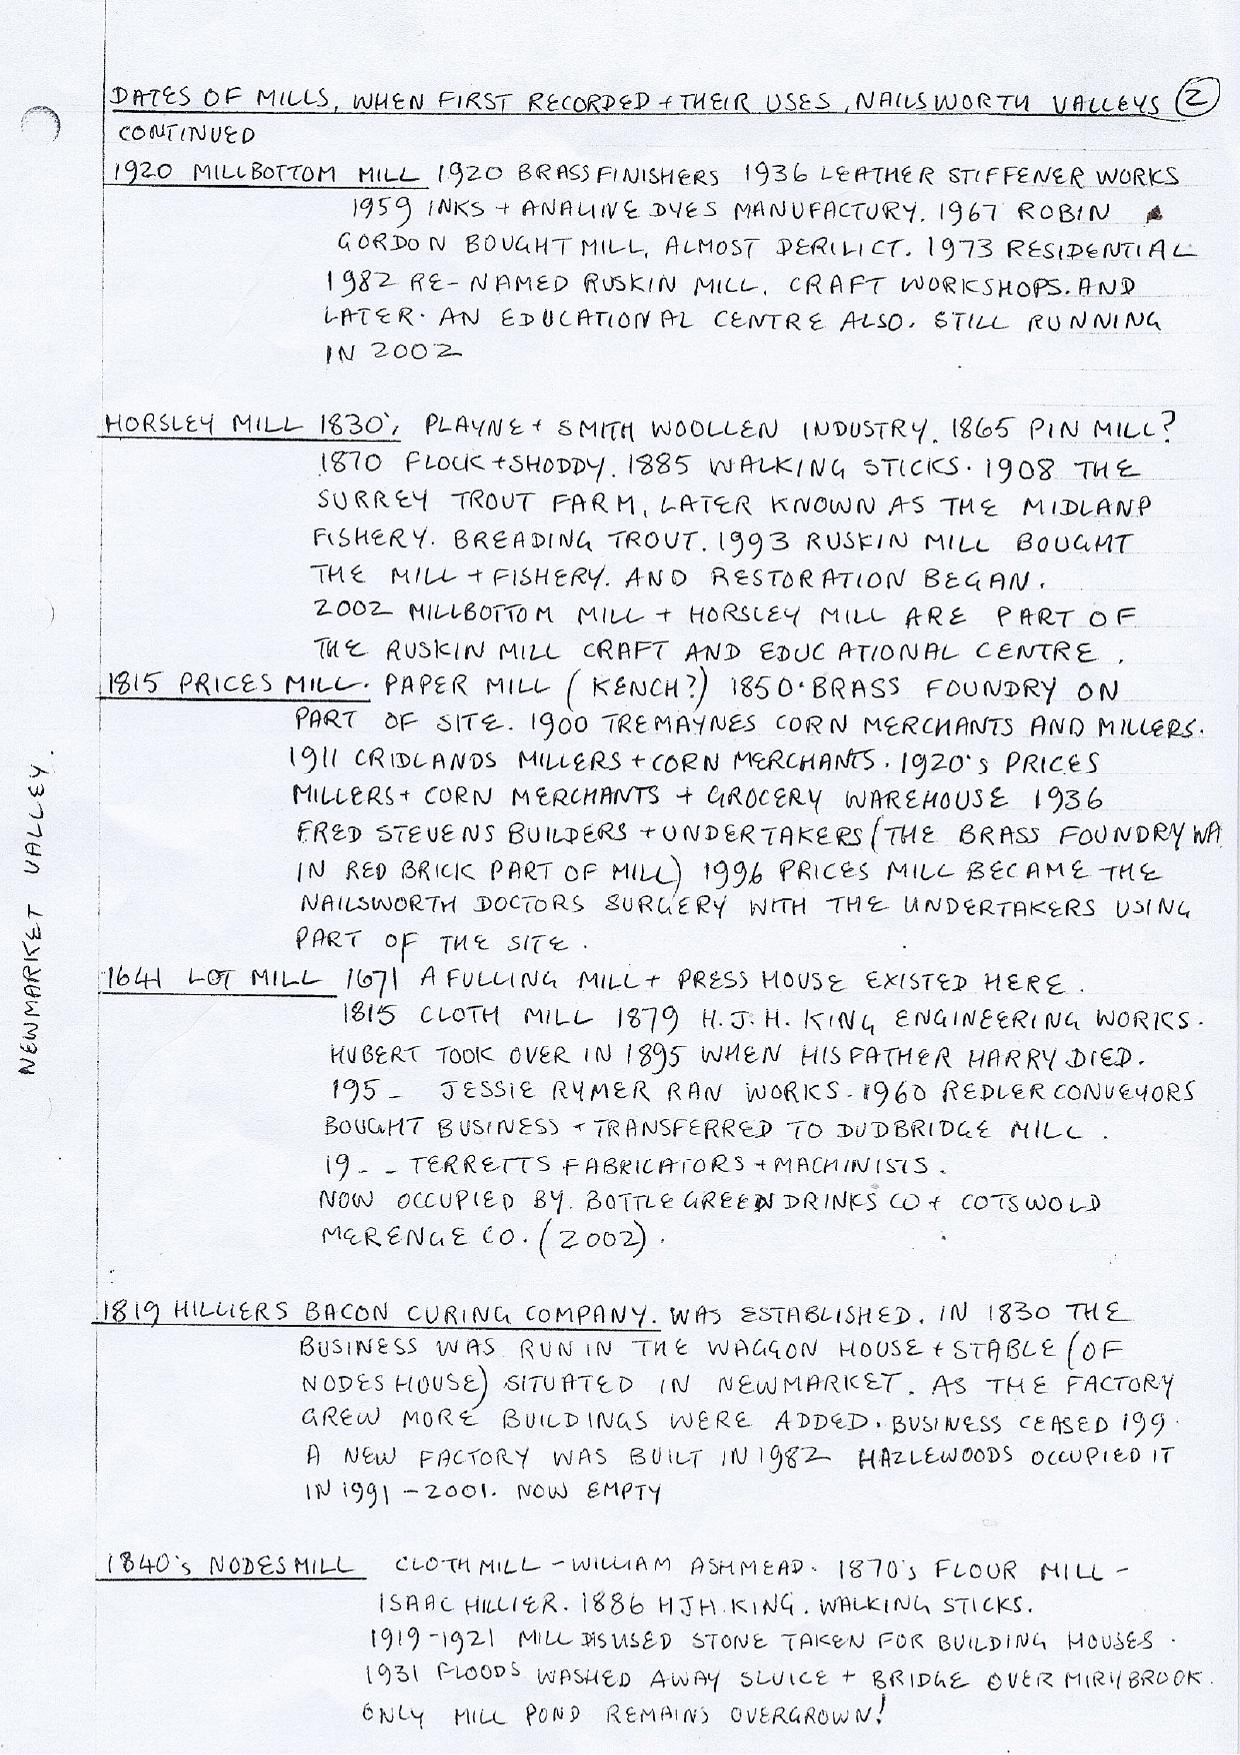 DATES OF MILLS, WHEN FIRST RECORDED + THEIR USES, NAILSWORTH VALLEYS 2
CONTINUED
1920 MILLBOTTOM MILL 1920 BRASSFINISHERS 1936 LEATHER STIFFENER WORKS
1959 INKS + ANALINE DYES MANUFACTURY. 1967 ROBIN
GORDON BOUGHT MILL, ALMOST DERILICT. 1973 RESIDENTIAL
1982 RE-NAMED RUSKIN MILL. CRAFT WORKSHOPS. AND
LATER. AN EDUCATIONAL CENTRE ALSO. STILL RUNNING
IN 2002
HORSLEY MILL 1830's PLAYNE + SMITH WOOLLEN INDUSTRY. 1865 PIN MILL?
1870 FLOCK + SHODDY. 1885 WALKING STICKS. 1908 THE
SURREY TROUT FARM, LATER KNOWN AS THE MIDLAND
FISHERY. BREADING TROUT. 1993 RUSKIN MILL BOUGHT
THE MILL + FISHERY. AND RESTORATION BEGAN.
2002 MILLBOTTOM MILL + HORSLEY MILL ARE PART OF
THE RUSKIN MILL CRAFT AND EDUCATIONAL CENTRE.
1815 PRICES MILL. PAPER MILL (KENCH?) 1850. BRASS FOUNDRY ON
PART OF SITE. 1900 TREMAYNES CORN MERCHANTS AND MILLERS.
1911 CRIDLANDS MILLERS + CORN MERCHANTS. 1920's PRICES
MILLERS + CORN MERCHANTS + GROCERY WAREHOUSE 1936
FRED STEVENS BUILDERS + UNDERTAKERS (THE BRASS FOUNDRY WA
IN RED BRICK PART OF MILL) 1996 PRICES MILL BECAME THE
NAILSWORTH DOCTORS SURGERY WITH THE UNDERTAKERS USING
PART OF THE SITE.
1641 LOT MILL 1671 A FULLING MILL + PRESS HOUSE EXISTED HERE.
1815 CLOTH MILL 1879 H.J.H. KING ENGINEERING WORKS.
HUBERT TOOK OVER IN 1895 WHEN HIS FATHER HARRY DIED.
195_ JESSIE RYMER RAN WORKS. 1960 REDLER CONVEYORS
BOUGHT BUSINESS + TRANSFERRED TO DUDBRIDGE MILL.
19_ _ TERRETTS FABRICATORS + MACHINISTS.
NOW OCCUPIED BY. BOTTLE GREEN DRINKS CO + COTSWOLD
MERENGE CO. (2002).
1819 HILLIERS BACON CURING COMPANY. WAS ESTABLISHED. IN 1830 THE
BUSINESS WAS RUN IN THE WAGGON HOUSE + STABLE (OF
NODES HOUSE) SITUATED IN NEWMARKET. AS THE FACTORY
GREW MORE BUILDINGS WERE ADDED. BUSINESS CEASED 199
A NEW FACTORY WAS BUILT IN 1982 HAZLEWOODS OCCUPIED IT
IN 1991 - 2001. NOW EMPTY
1840's NODES MILL CLOTH MILL - WILLIAM ASHMEAD. 1870's FLOUR MILL -
ISAAC HILLIER. 1886 HJH. KING. WALKING STICKS.
1919-1921 MILL DISUSED STONE TAKEN FOR BUILDING HOUSES.
1931 FLOODS WASHED AWAY SLUICE + BRIDGE OVER MIRYBROOK.
ONLY MILL POND REMAINS OVERGROWN!
NEWMARKET VALLEY.